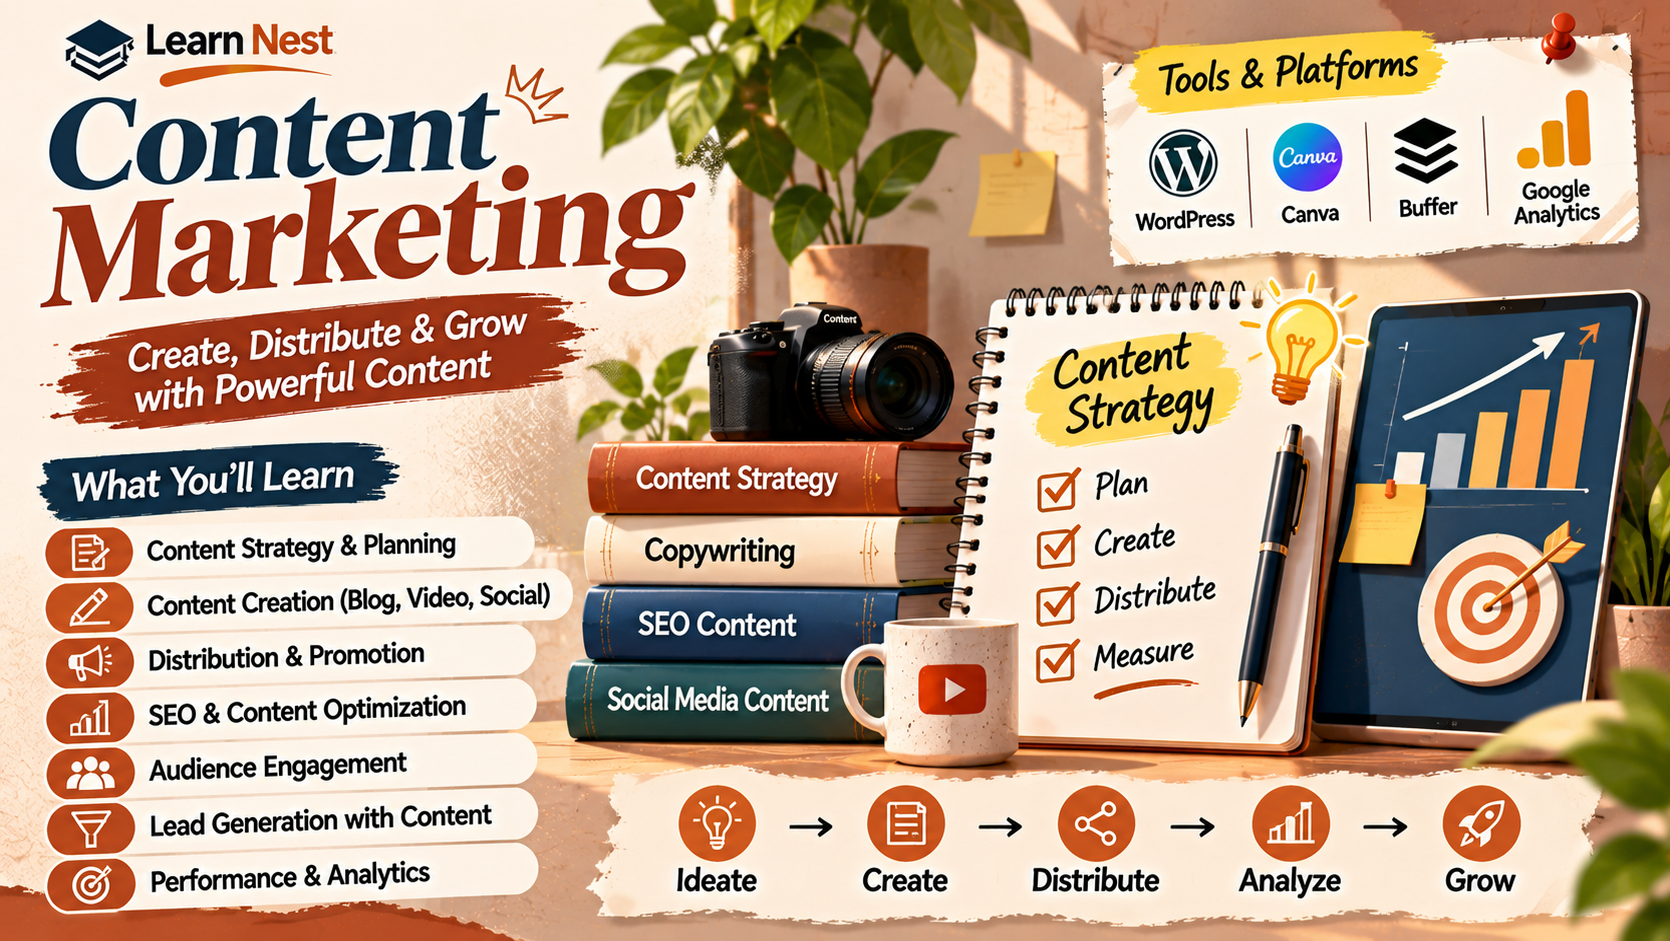 Learn Nest
Content
Marketing
Create, Distribute & Grow
with Powerful Content
What You'll Learn
Content Strategy & Planning
Content Creation (Blog, Video, Social)
Distribution & Promotion
SEO & Content Optimization
Audience Engagement
Lead Generation with Content
Performance & Analytics
Tools & Platforms
WordPress
Canva
Canva
Buffer
Google
Analytics
Content
Content Strategy
Copywriting
SEO Content
Social Media Content
Content
Strategy
Plan
Create
Distribute
Measure
Ideate
Create
Distribute
Analyze
Grow